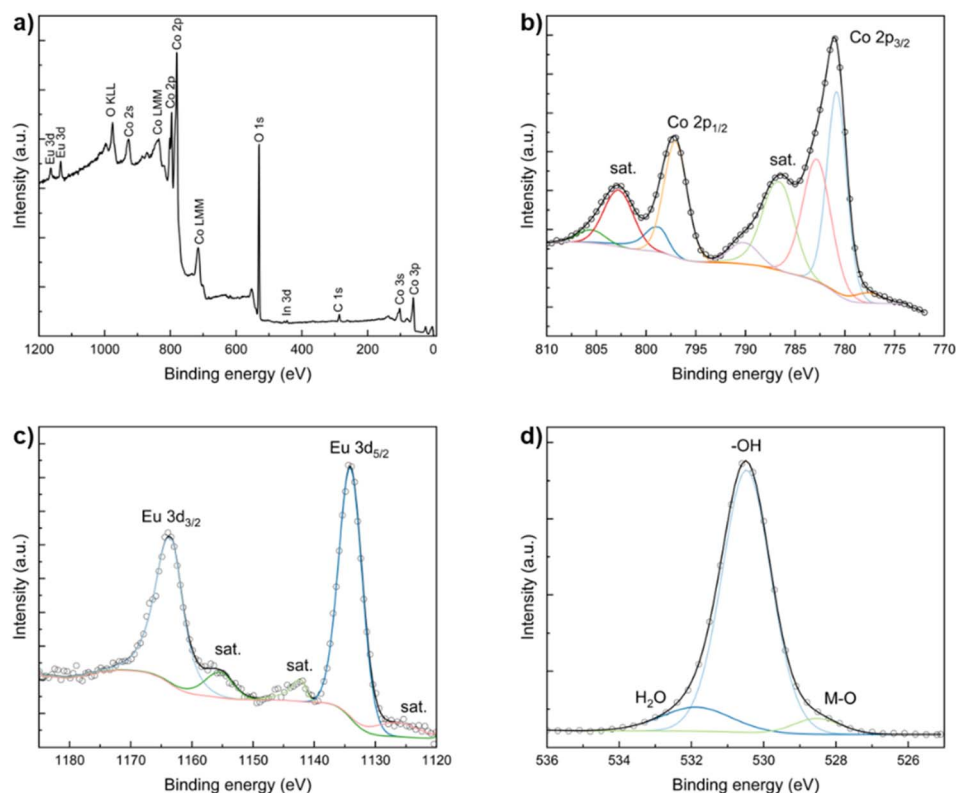 a)
Intensity (a.u.)
Eu 3d
Eu 3d
O KLL
Co 2s
Co LMM
Co 2p
Co 2p
Co LMM
O 1s
In 3d
C 1s
Co 3s
Co 3p
1200 1000 800 600 400 200 0
Binding energy (eV)
b)
Intensity (a.u.)
sat.
Co 2p1/2
sat.
Co 2p3/2
810 805 800 795 790 785 780 775 770
Binding energy (eV)
c)
Intensity (a.u.)
Eu 3d3/2
sat.
sat.
Eu 3d5/2
sat.
1180 1170 1160 1150 1140 1130 1120
Binding energy (eV)
d)
Intensity (a.u.)
-OH
H2O
M-O
536 534 532 530 528 526
Binding energy (eV)